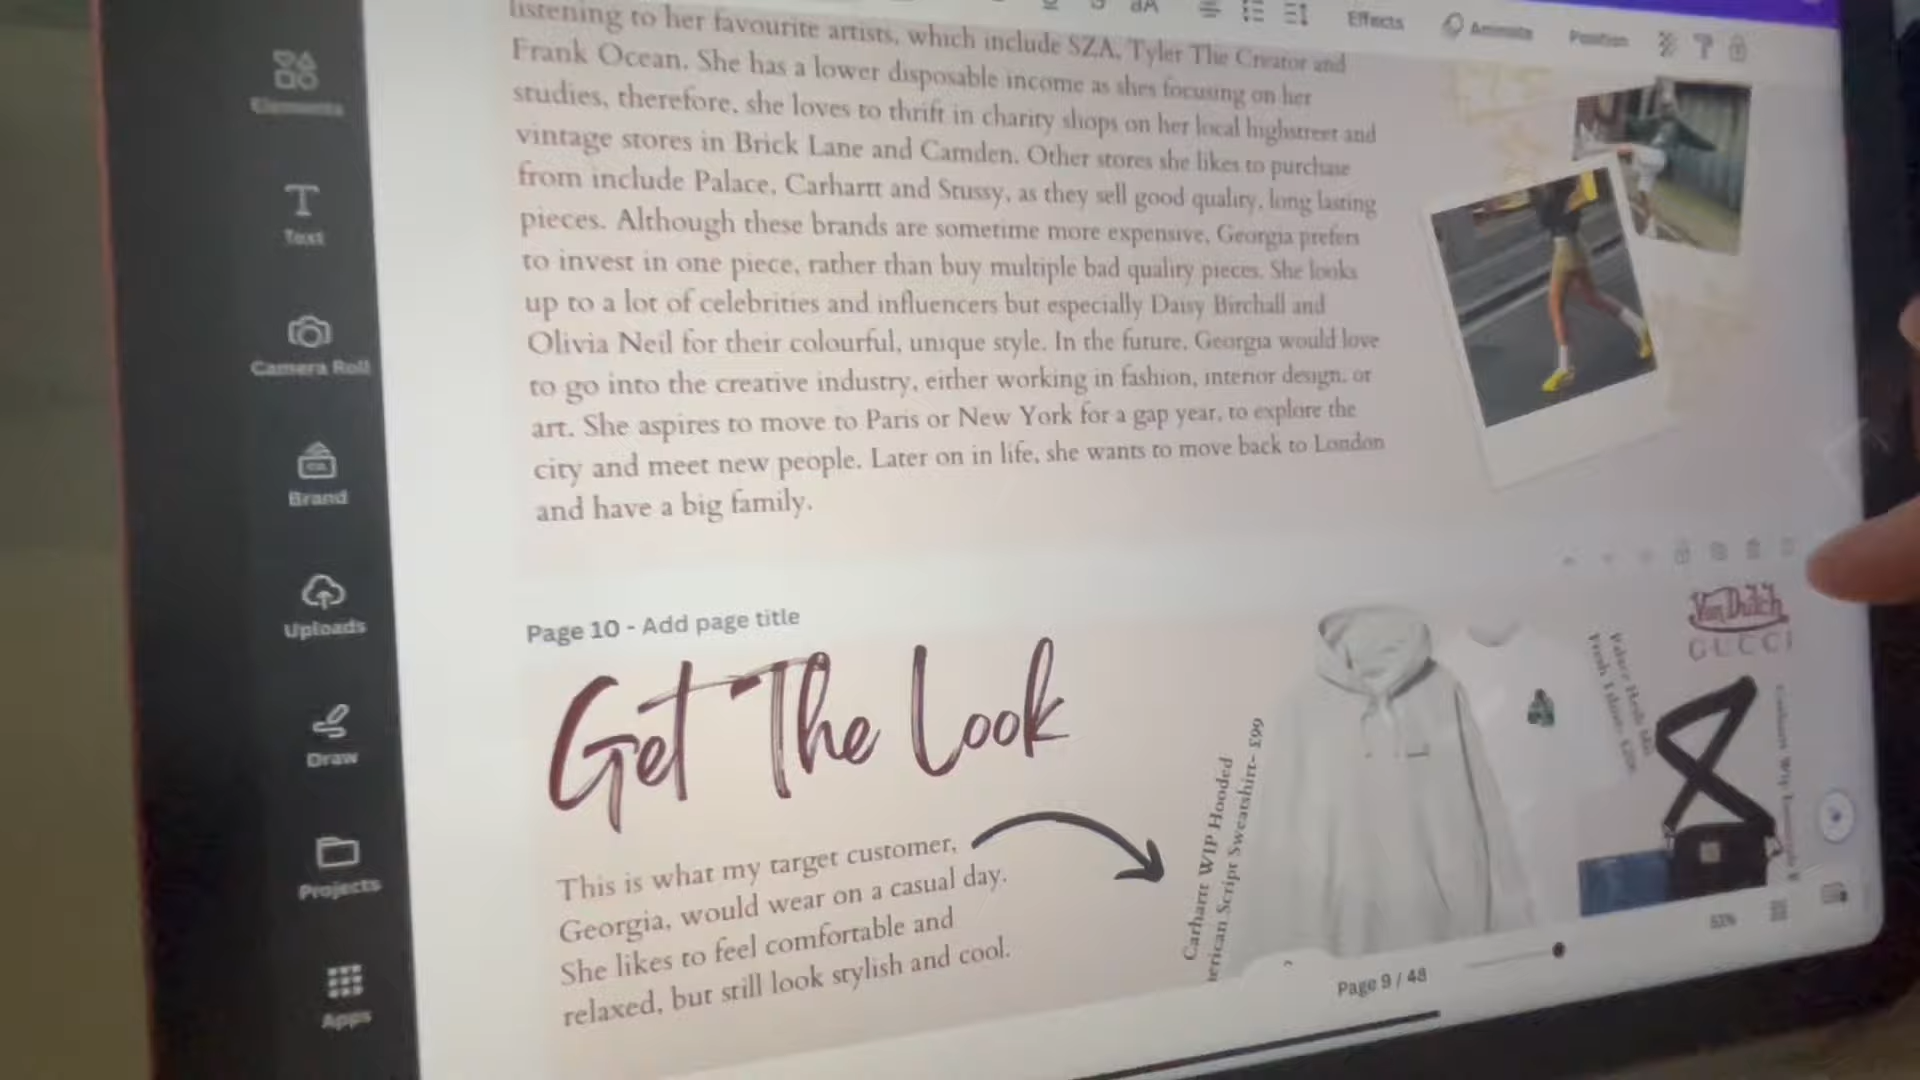 Effects
Animate
Position
Elements
Text
Camera Roll
Brand
Uploads
Draw
Projects
Apps
listening to her favourite artists, which include SZA, Tyler The Creator and
Frank Ocean. She has a lower disposable income as shes focusing on her
studies, therefore, she loves to thrift in charity shops on her local highstreet and
vintage stores in Brick Lane and Camden. Other stores she likes to purchase
from include Palace, Carhartt and Stussy, as they sell good quality, long lasting
pieces. Although these brands are sometime more expensive, Georgia prefers
to invest in one piece, rather than buy multiple bad quality pieces. She looks
up to a lot of celebrities and influencers but especially Daisy Birchall and
Olivia Neil for their colourful, unique style. In the future, Georgia would love
to go into the creative industry, either working in fashion, interior design, or
art. She aspires to move to Paris or New York for a gap year, to explore the
city and meet new people. Later on in life, she wants to move back to London
and have a big family.
Page 10 - Add page title
Get The Look
This is what my target customer,
Georgia, would wear on a casual day.
She likes to feel comfortable and
relaxed, but still look stylish and cool.
Carhartt WIP Hooded
erican Script Sweatshirt- £99
Von Dutch
GUCCI
Page 9 / 48